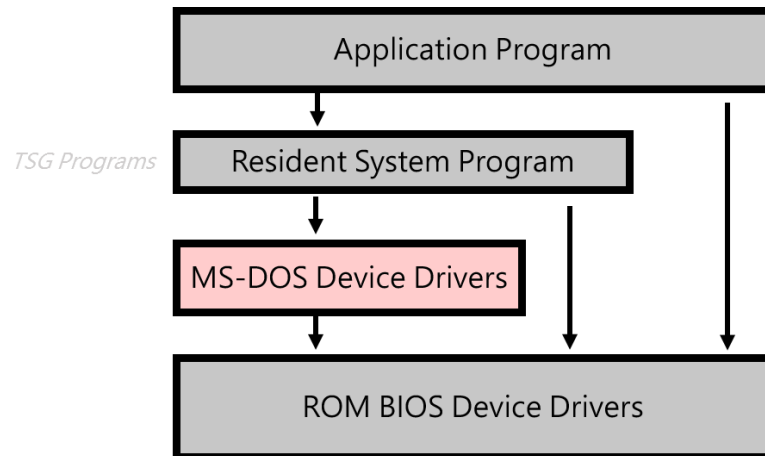 Application Program
TSG Programs
Resident System Program
MS-DOS Device Drivers
ROM BIOS Device Drivers